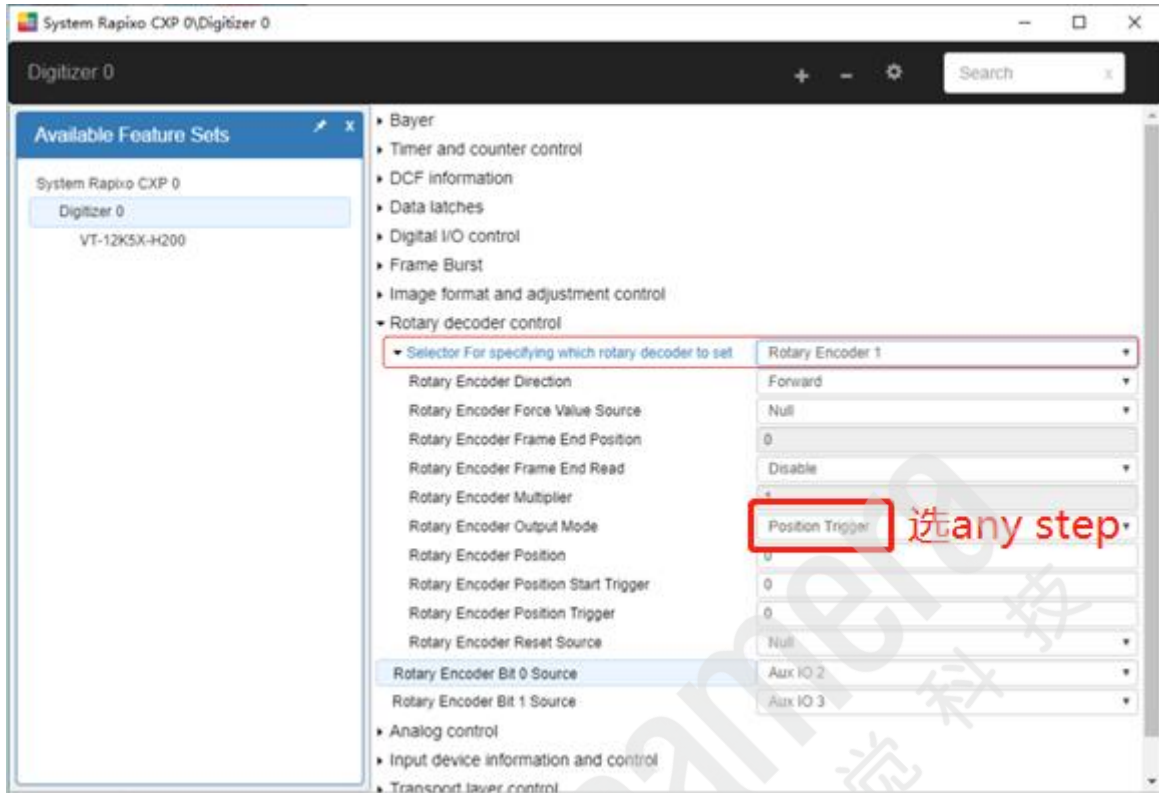 System Rapixo CXP 0\Digitizer 0
Digitizer 0
Search x
Available Feature Sets x
System Rapixo CXP 0
Digitizer 0
VT-12K5X-H200
Bayer
Timer and counter control
DCF information
Data latches
Digital I/O control
Frame Burst
Image format and adjustment control
Rotary decoder control
Selector For specifying which rotary decoder to set Rotary Encoder 1
Rotary Encoder Direction Forward
Rotary Encoder Force Value Source Null
Rotary Encoder Frame End Position 0
Rotary Encoder Frame End Read Disable
Rotary Encoder Multiplier
Rotary Encoder Output Mode Position Trigger 选any step
Rotary Encoder Position 0
Rotary Encoder Position Start Trigger 0
Rotary Encoder Position Trigger 0
Rotary Encoder Reset Source Null
Rotary Encoder Bit 0 Source Aux IO 2
Rotary Encoder Bit 1 Source Aux IO 3
Analog control
Input device information and control
Transport layer control
amera
觉科技